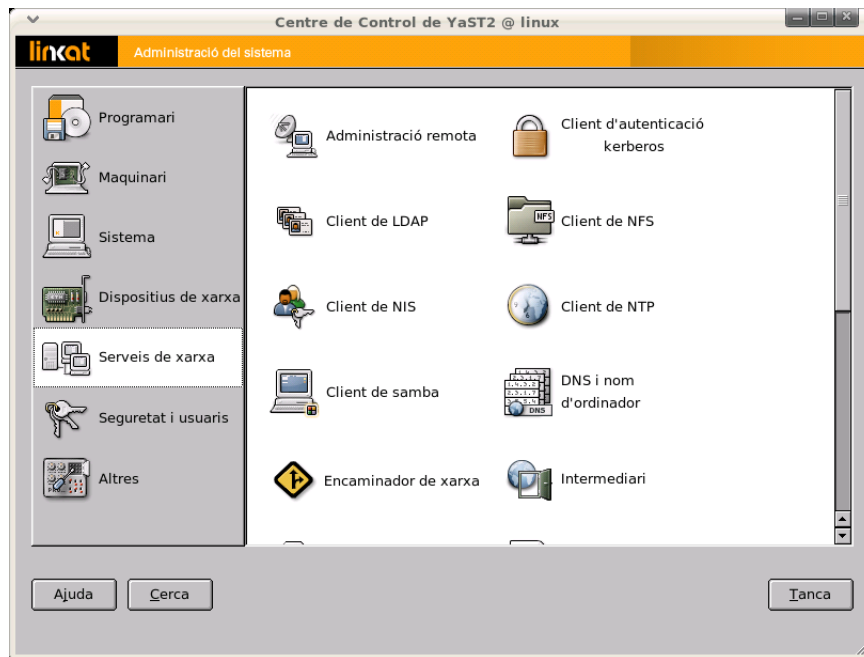 Centre de Control de YaST2 @ linux
linkat
Administració del sistema
Programari
Maquinari
Sistema
Dispositius de xarxa
Serveis de xarxa
Seguretat i usuaris
Altres
Administració remota
Client d'autenticació
kerberos
Client de LDAP
NFS
Client de NFS
Client de NIS
Client de NTP
Client de samba
DNS
DNS i nom
d'ordinador
Encaminador de xarxa
Intermediari
Ajuda
Cerca
Tanca